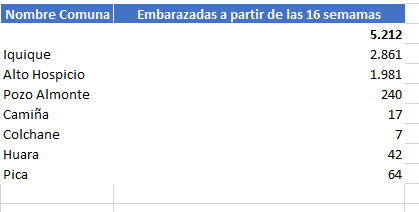 Nombre Comuna Embarazadas a partir de las 16 semamas
5.212
Iquique 2.861
Alto Hospicio 1.981
Pozo Almonte 240
Camiña 17
Colchane 7
Huara 42
Pica 64